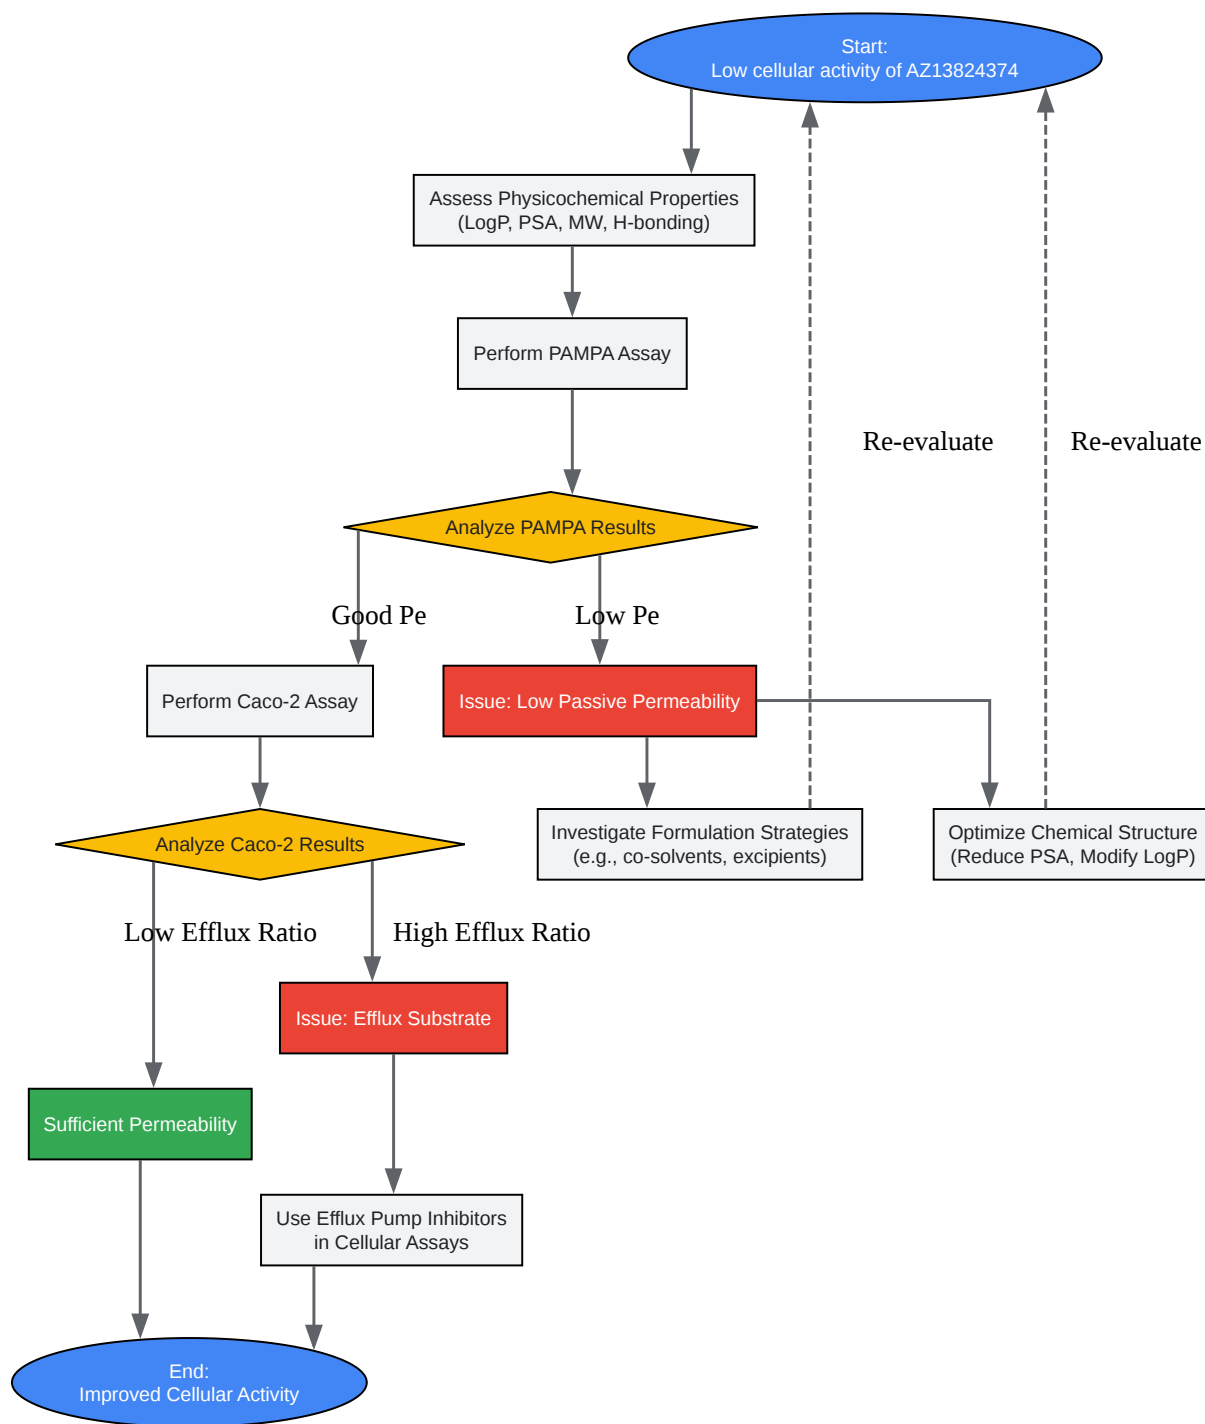 Start:
Low cellular activity of AZ13824374
Assess Physicochemical Properties
(LogP, PSA, MW, H-bonding)
Perform PAMPA Assay
Re-evaluate
Re-evaluate
Analyze PAMPA Results
Good Pe
Low Pe
Perform Caco-2 Assay
Issue: Low Passive Permeability
Analyze Caco-2 Results
Investigate Formulation Strategies
(e.g., co-solvents, excipients)
Optimize Chemical Structure
(Reduce PSA, Modify LogP)
Low Efflux Ratio
High Efflux Ratio
Issue: Efflux Substrate
Sufficient Permeability
Use Efflux Pump Inhibitors
in Cellular Assays
End:
Improved Cellular Activity